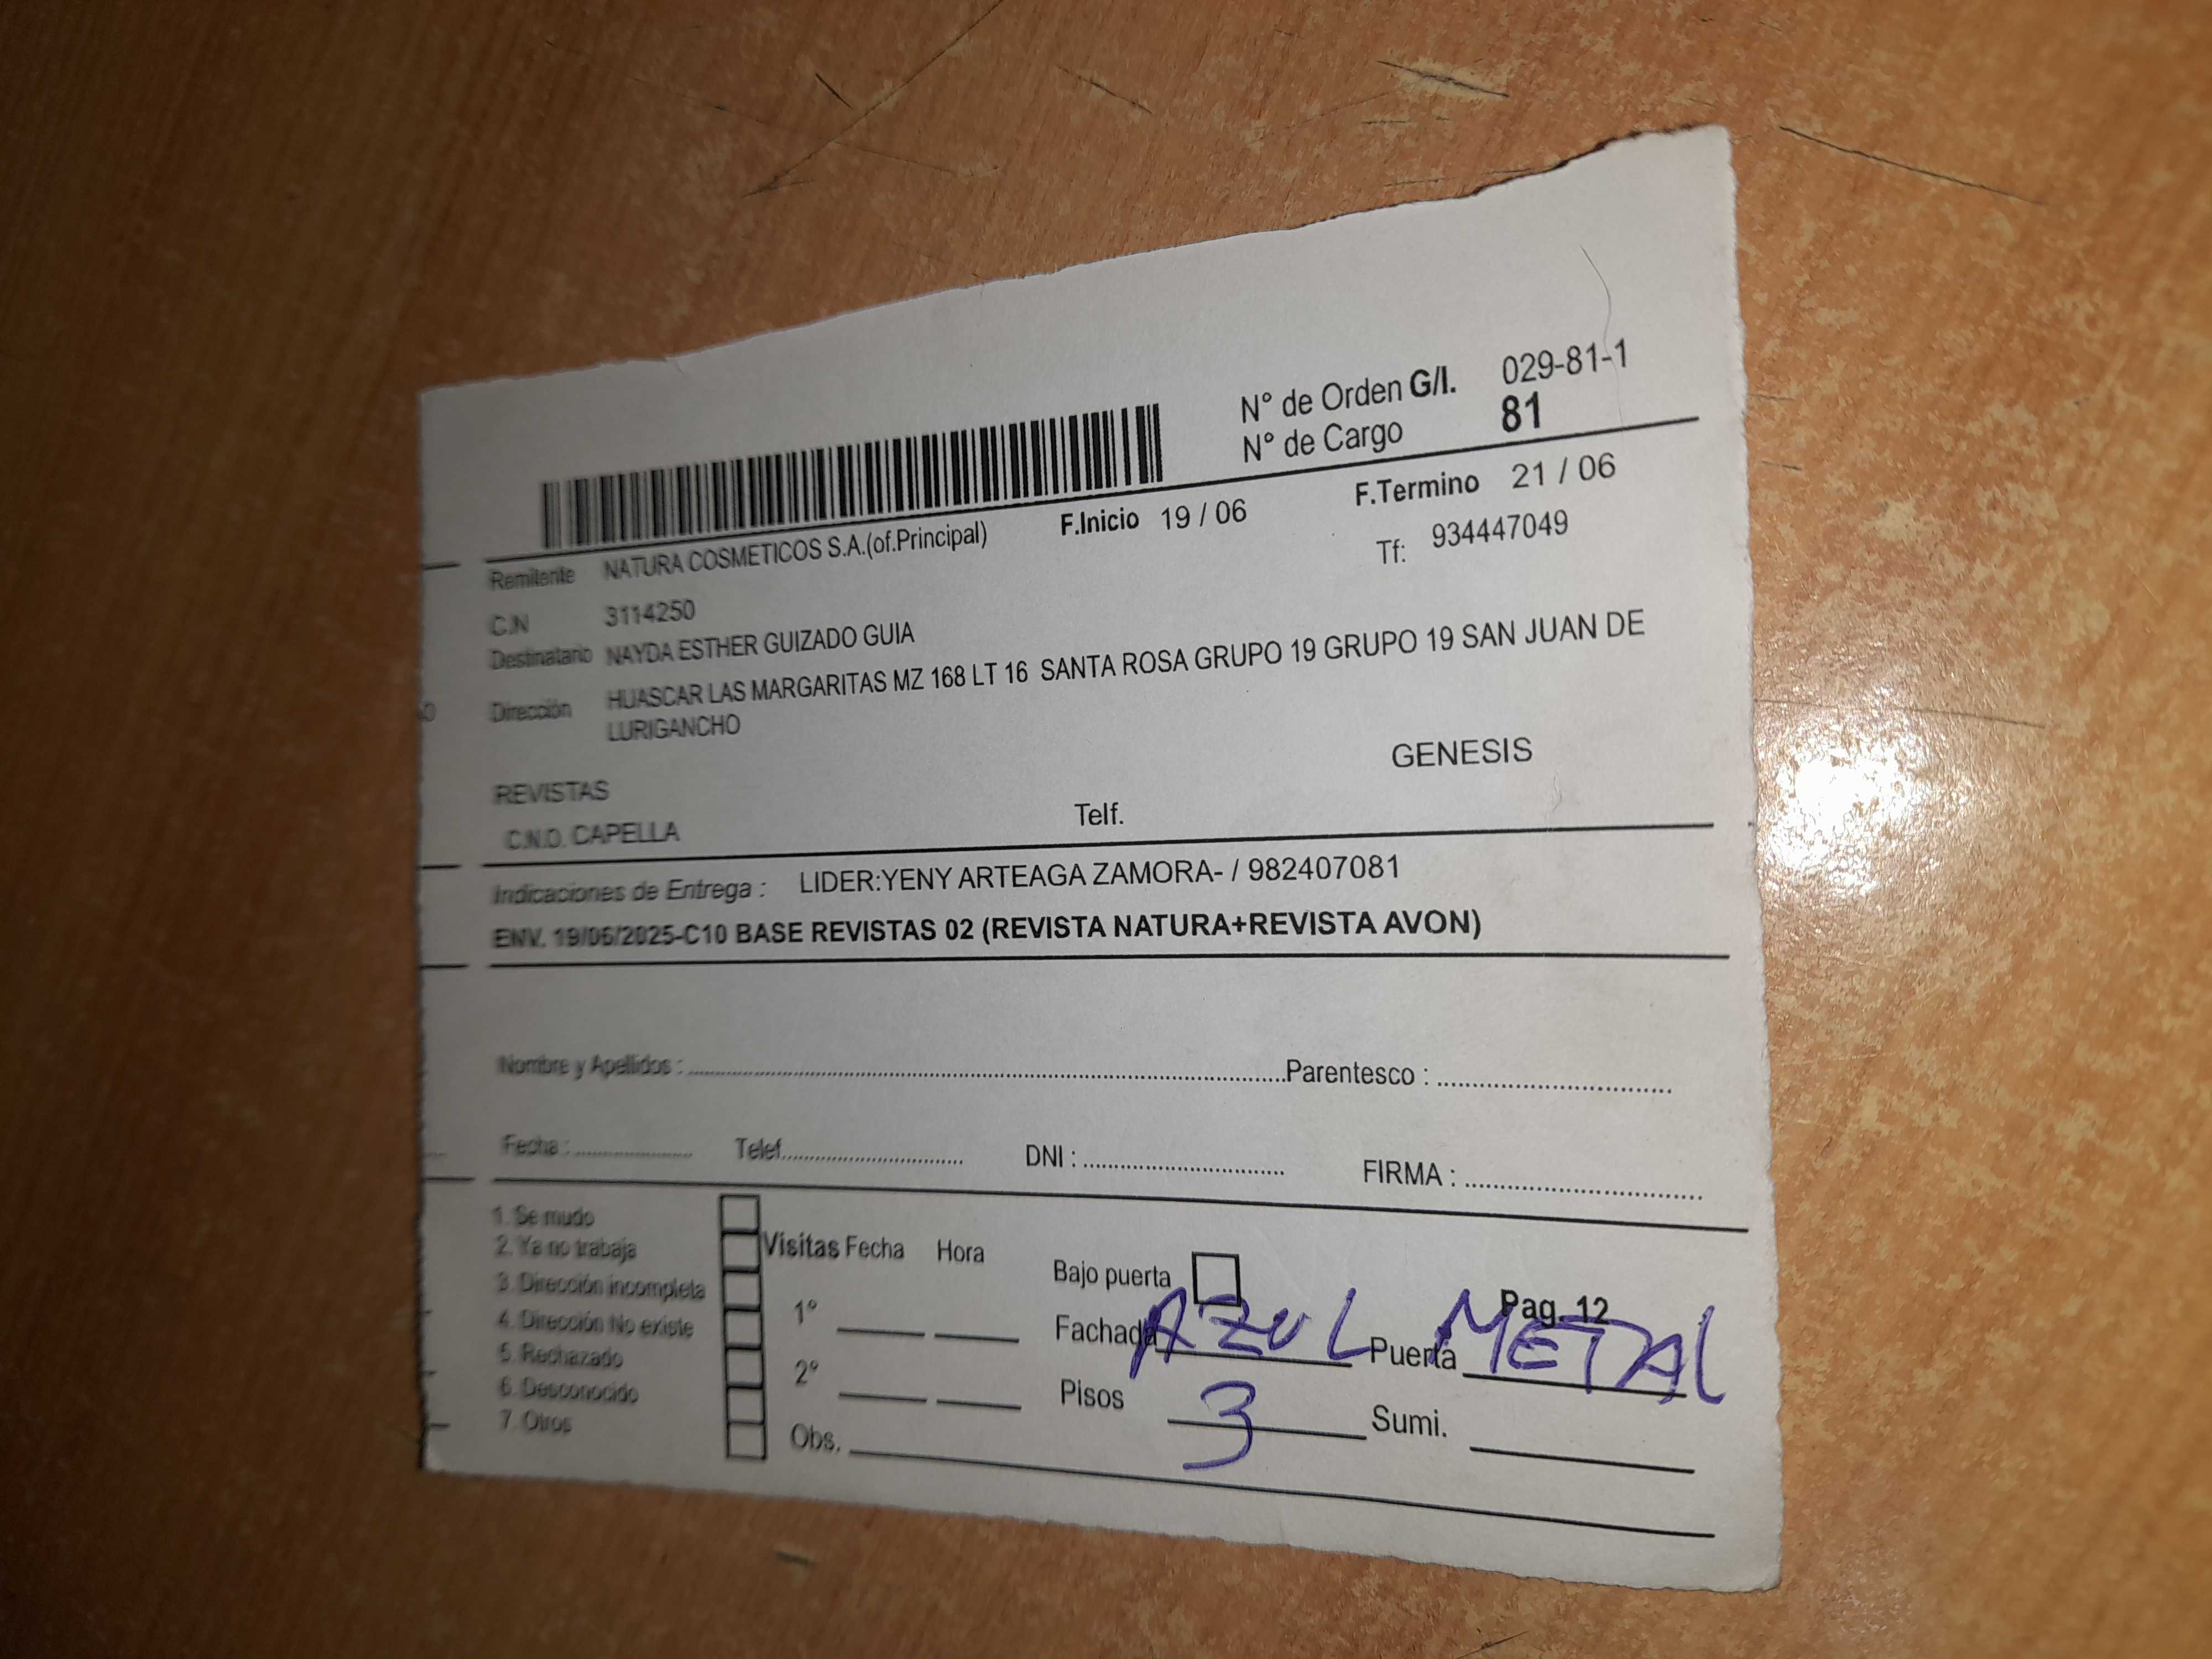 N° de Orden G/I. 029-81-1
N° de Cargo 81
Remitente NATURA COSMETICOS S.A.(of.Principal) F.Inicio 19 / 06 F.Termino 21 / 06
C.N 3114250 Tf: 934447049
Destinatario NAYDA ESTHER GUIZADO GUIA
Dirección HUASCAR LAS MARGARITAS MZ 168 LT 16 SANTA ROSA GRUPO 19 GRUPO 19 SAN JUAN DE
LURIGANCHO
GENESIS
REVISTAS
C.N.O. CAPELLA Telf.
Indicaciones de Entrega : LIDER:YENY ARTEAGA ZAMORA- / 982407081
ENV. 19/06/2025-C10 BASE REVISTAS 02 (REVISTA NATURA+REVISTA AVON)
Nombre y Apellidos : Parentesco :
Fecha : Telef. DNI : FIRMA :
1. Se mudo
2. Ya no trabaja Visitas Fecha Hora Bajo puerta
3. Dirección incompleta Pag. 12
4. Dirección No existe 1° Fachada AZUL Puerta METAL
5. Rechazado
6. Desconocido 2° Pisos 3 Sumi.
7. Otros Obs.